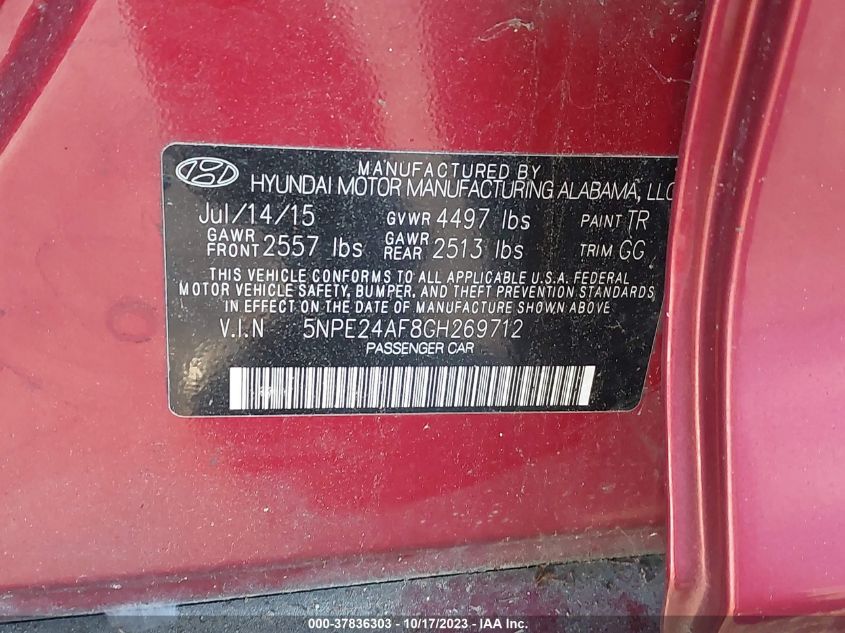 MANUFACTURED BY
HYUNDAI MOTOR MANUFACTURING ALABAMA, LLC
Jul/14/15 GVWR 4497 lbs PAINT TR
GAWR FRONT 2557 lbs GAWR REAR 2513 lbs TRIM GG
THIS VEHICLE CONFORMS TO ALL APPLICABLE U.S.A. FEDERAL
MOTOR VEHICLE SAFETY, BUMPER, AND THEFT PREVENTION STANDARDS
IN EFFECT ON THE DATE OF MANUFACTURE SHOWN ABOVE
V.I.N 5NPE24AF8GH269712
PASSENGER CAR
000-37836303 - 10/17/2023 - IAA Inc.